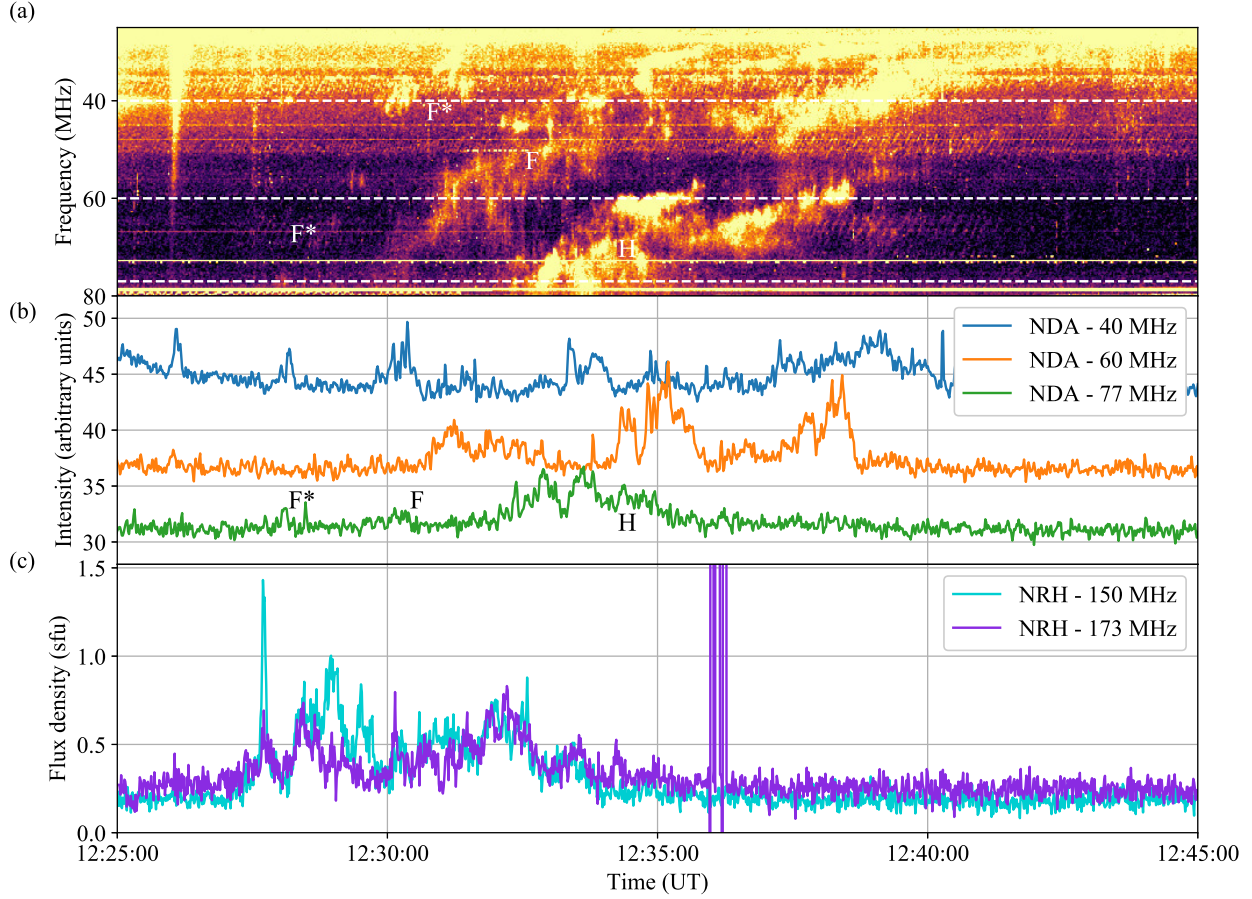 (a)
Frequency (MHz)
40
60
80
F*
F
F*
H
(b)
Intensity (arbitrary units)
50
45
40
35
30
NDA - 40 MHz
NDA - 60 MHz
NDA - 77 MHz
F*
F
H
(c)
Flux density (sfu)
1.5
1.0
0.5
0.0
NRH - 150 MHz
NRH - 173 MHz
12:25:00
12:30:00
12:35:00
12:40:00
12:45:00
Time (UT)